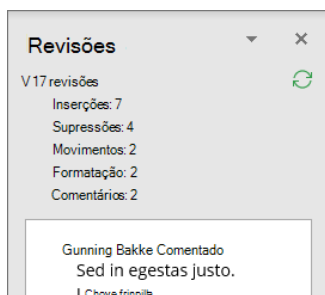 Revisões
V 17 revisões
Inserções: 7
Supressões: 4
Movimentos: 2
Formatação: 2
Comentários: 2
Gunning Bakke Comentado
Sed in egestas justo.
Chove